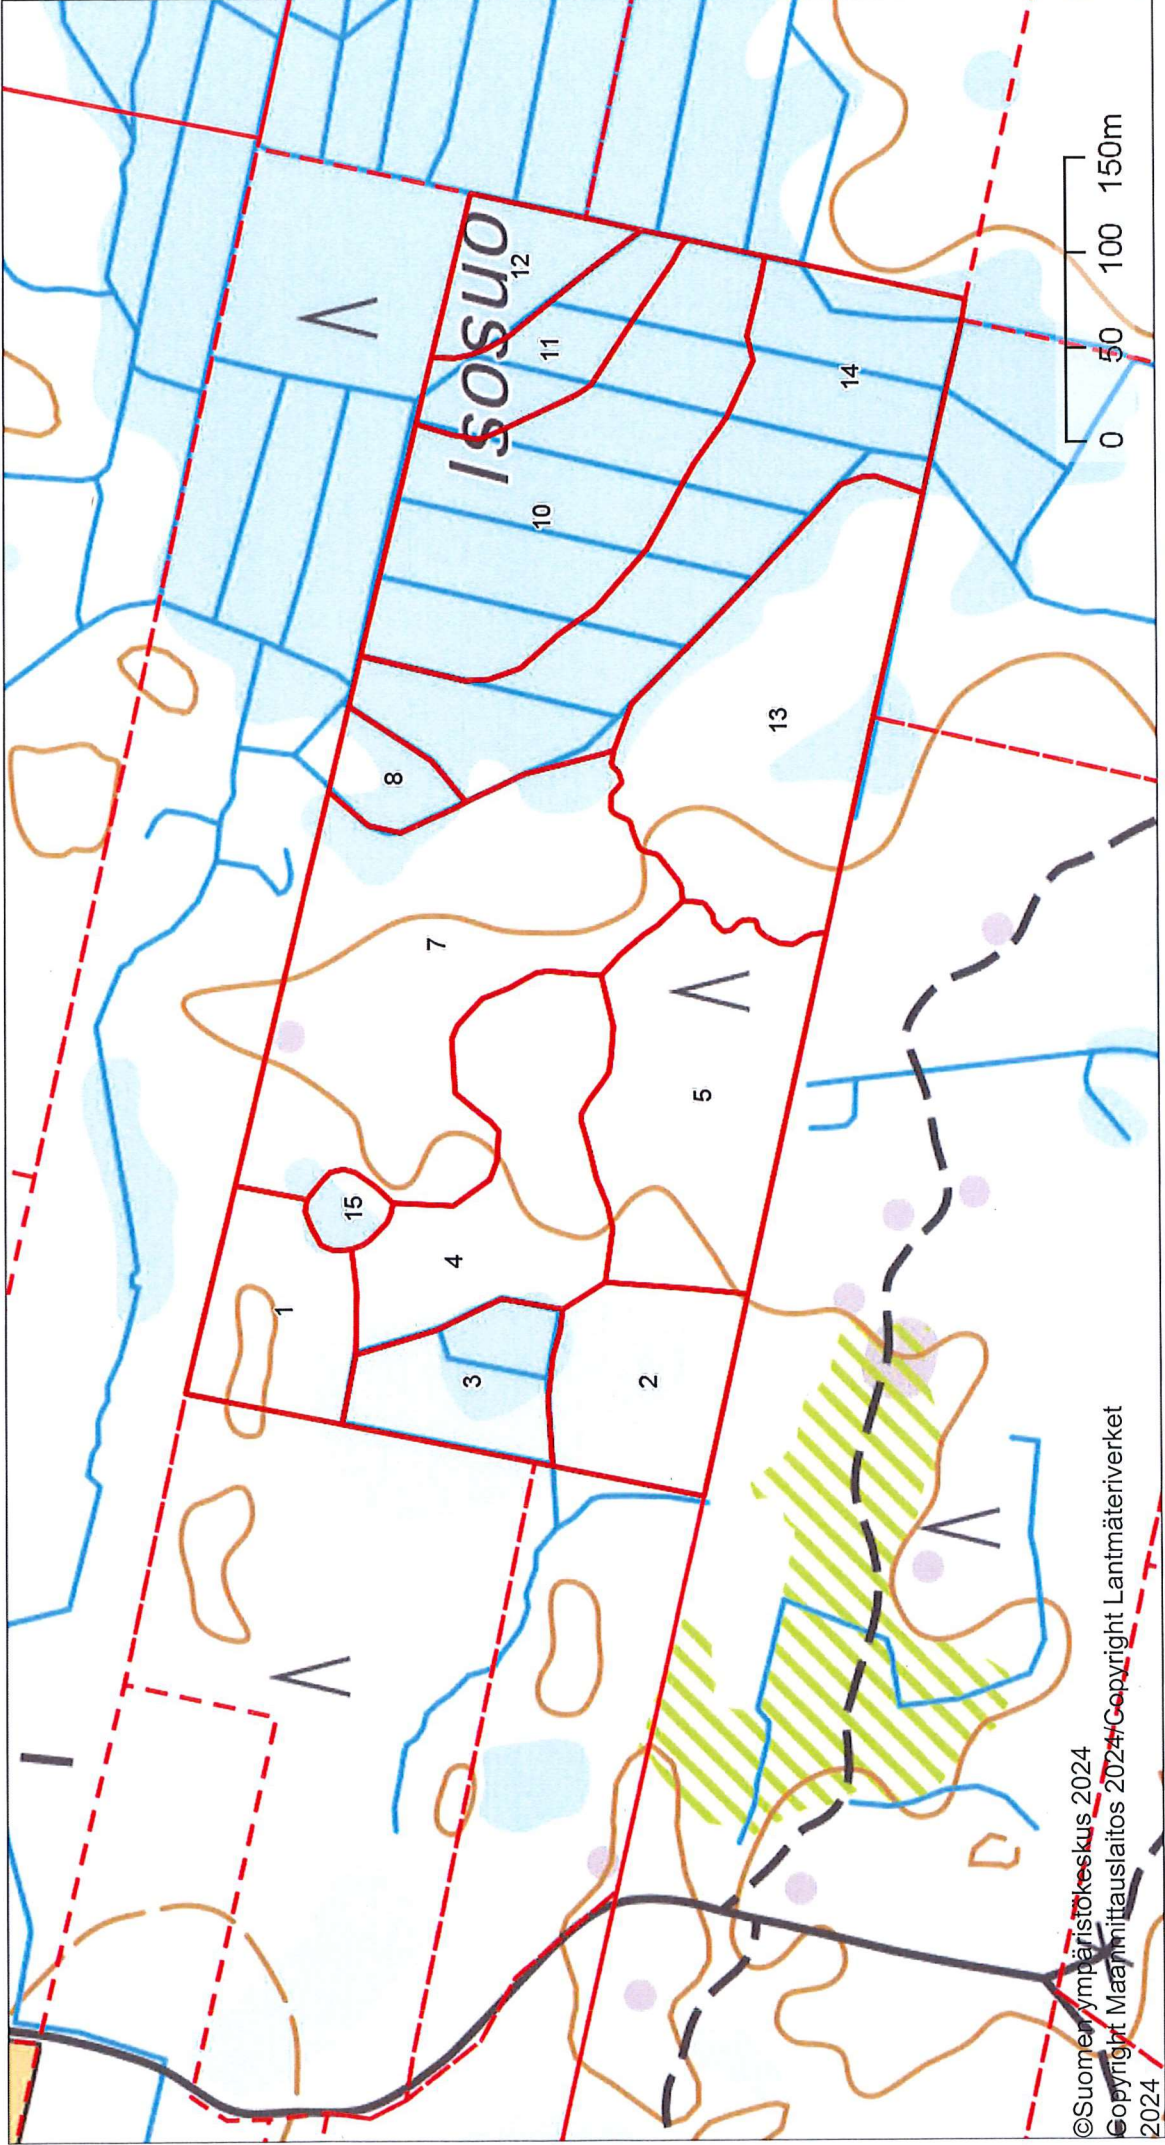 Isosuo
V
12
11
14
10
8
13
7
V
5
15
4
1
3
2
V
V
I
0 50 100 150m
©Suomen ympäristökeskus 2024
Copyright Maanmittauslaitos 2024/Copyright Lantmäteriverket
2024